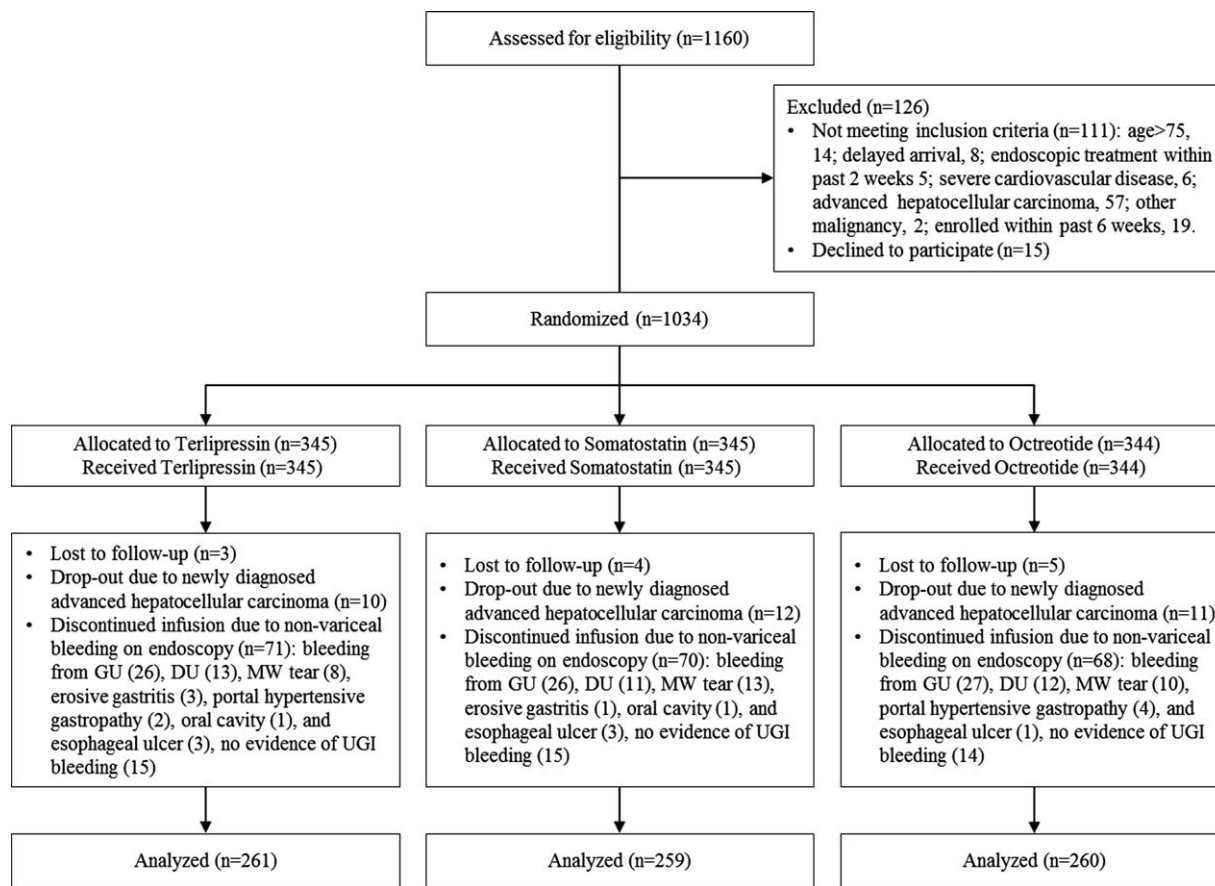 Assessed for eligibility (n=1160)
Excluded (n=126)
• Not meeting inclusion criteria (n=111): age>75,
14; delayed arrival, 8; endoscopic treatment within
past 2 weeks 5; severe cardiovascular disease, 6;
advanced hepatocellular carcinoma, 57; other
malignancy, 2; enrolled within past 6 weeks, 19.
• Declined to participate (n=15)
Randomized (n=1034)
Allocated to Terlipressin (n=345)
Received Terlipressin (n=345)
Allocated to Somatostatin (n=345)
Received Somatostatin (n=345)
Allocated to Octreotide (n=344)
Received Octreotide (n=344)
• Lost to follow-up (n=3)
• Drop-out due to newly diagnosed
advanced hepatocellular carcinoma (n=10)
• Discontinued infusion due to non-variceal
bleeding on endoscopy (n=71): bleeding
from GU (26), DU (13), MW tear (8),
erosive gastritis (3), portal hypertensive
gastropathy (2), oral cavity (1), and
esophageal ulcer (3), no evidence of UGI
bleeding (15)
• Lost to follow-up (n=4)
• Drop-out due to newly diagnosed
advanced hepatocellular carcinoma (n=12)
• Discontinued infusion due to non-variceal
bleeding on endoscopy (n=70): bleeding
from GU (26), DU (11), MW tear (13),
erosive gastritis (1), oral cavity (1), and
esophageal ulcer (3), no evidence of UGI
bleeding (15)
• Lost to follow-up (n=5)
• Drop-out due to newly diagnosed
advanced hepatocellular carcinoma (n=11)
• Discontinued infusion due to non-variceal
bleeding on endoscopy (n=68): bleeding
from GU (27), DU (12), MW tear (10),
portal hypertensive gastropathy (4), and
esophageal ulcer (1), no evidence of UGI
bleeding (14)
Analyzed (n=261)
Analyzed (n=259)
Analyzed (n=260)